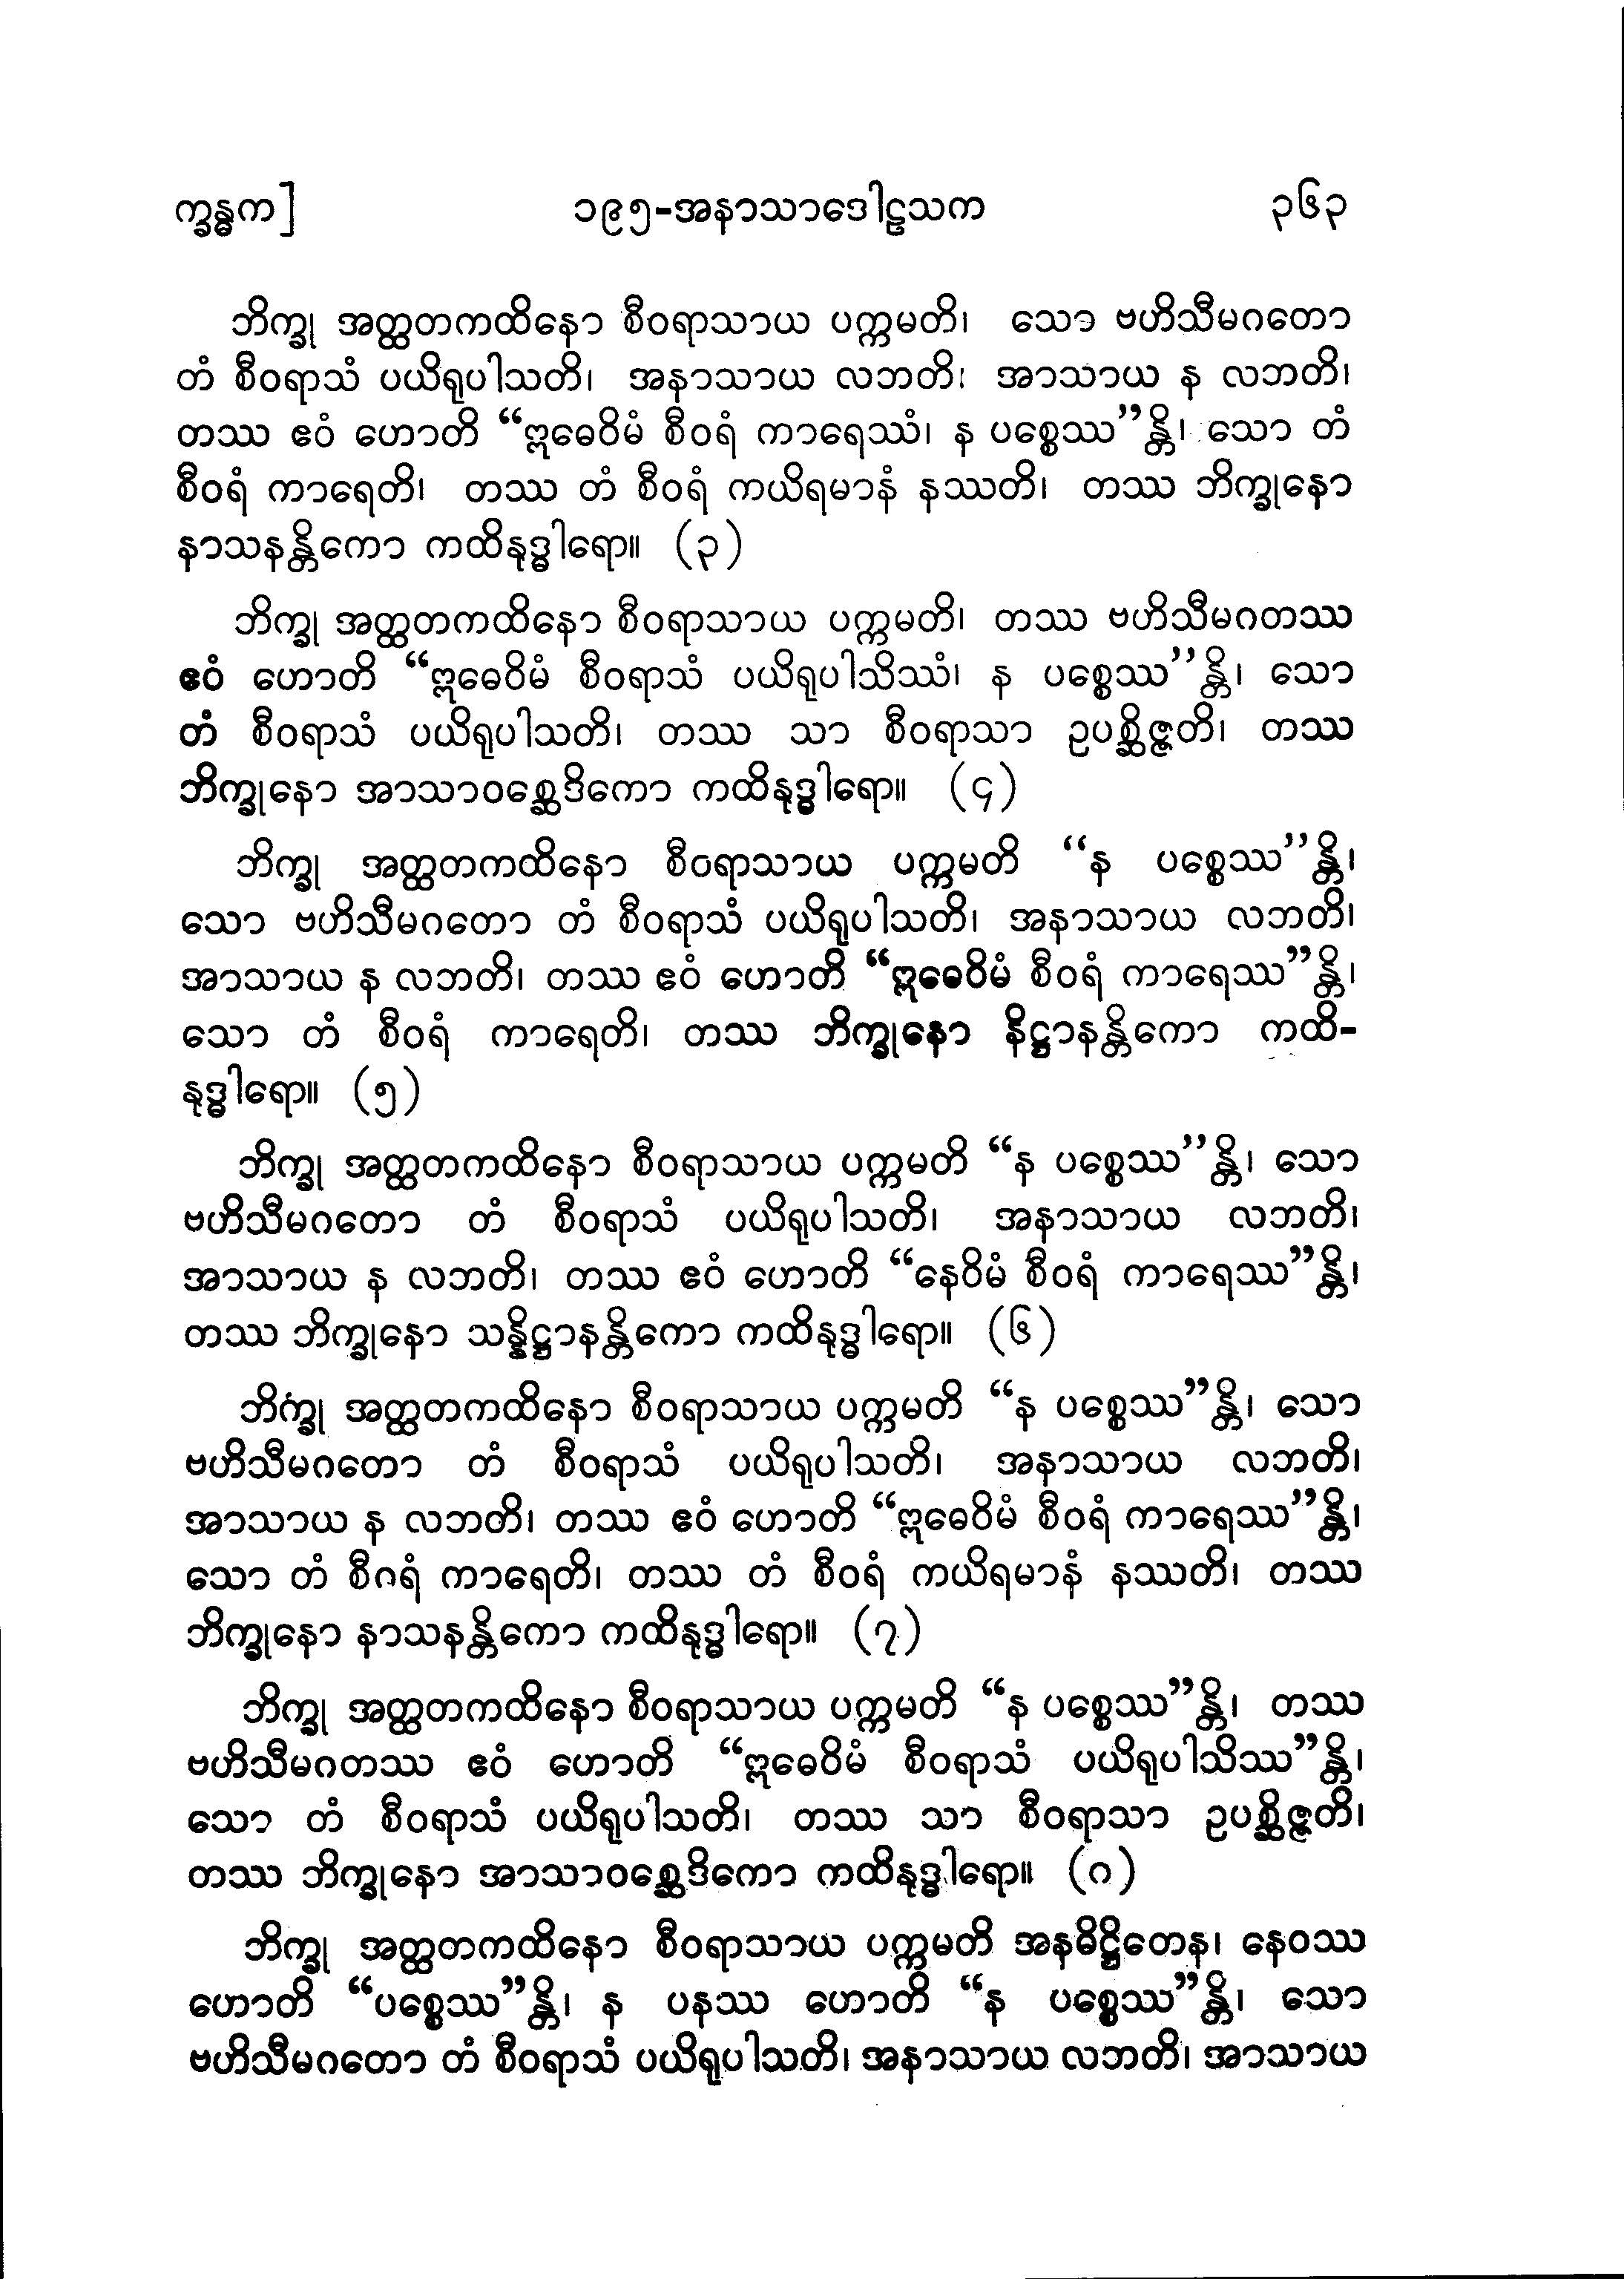 က္ခန္ဓက]
၁၉၅-အနာသာဒေါဠသက
၃၆၃
ဘိက္ခု အတ္ထတကထိနော စီဝရာသာယ ပက္ကမတိ၊ သော ဗဟိသီမဂတော
တံ စီဝရာသံ ပယိရုပါသတိ၊ အနာသာယ လဘတိ၊ အာသာယ န လဘတိ၊
တဿ ဧဝံ ဟောတိ “ဣဓေဝိမံ စီဝရံ ကာရေဿံ၊ န ပစ္စေဿ”န္တိ၊ သော တံ
စီဝရံ ကာရေတိ၊ တဿ တံ စီဝရံ ကယိရမာနံ နဿတိ၊ တဿ ဘိက္ခုနော
နာသနန္တိကော ကထိနုဒ္ဓါရော။ (၃)
ဘိက္ခု အတ္ထတကထိနော စီဝရာသာယ ပက္ကမတိ၊ တဿ ဗဟိသီမဂတဿ
ဧဝံ ဟောတိ “ဣဓေဝိမံ စီဝရာသံ ပယိရုပါသိဿံ၊ န ပစ္စေဿ”န္တိ၊ သော
တံ စီဝရာသံ ပယိရုပါသတိ၊ တဿ သာ စီဝရာသာ ဥပစ္ဆိဇ္ဇတိ၊ တဿ
ဘိက္ခုနော အာသာဝစ္ဆေဒိကော ကထိနုဒ္ဓါရော။ (၄)
ဘိက္ခု အတ္ထတကထိနော စီဝရာသာယ ပက္ကမတိ “န ပစ္စေဿ”န္တိ၊
သော ဗဟိသီမဂတော တံ စီဝရာသံ ပယိရုပါသတိ၊ အနာသာယ လဘတိ၊
အာသာယ န လဘတိ၊ တဿ ဧဝံ ဟောတိ “ဣဓေဝိမံ စီဝရံ ကာရေဿ”န္တိ၊
သော တံ စီဝရံ ကာရေတိ၊ တဿ ဘိက္ခုနော နိဋ္ဌာနန္တိကော ကထိ-
နုဒ္ဓါရော။ (၅)
ဘိက္ခု အတ္ထတကထိနော စီဝရာသာယ ပက္ကမတိ “န ပစ္စေဿ”န္တိ၊ သော
ဗဟိသီမဂတော တံ စီဝရာသံ ပယိရုပါသတိ၊ အနာသာယ လဘတိ၊
အာသာယ န လဘတိ၊ တဿ ဧဝံ ဟောတိ “နေဝိမံ စီဝရံ ကာရေဿ”န္တိ၊
တဿ ဘိက္ခုနော သန္နိဋ္ဌာနန္တိကော ကထိနုဒ္ဓါရော။ (၆)
ဘိက္ခု အတ္ထတကထိနော စီဝရာသာယ ပက္ကမတိ “န ပစ္စေဿ”န္တိ၊ သော
ဗဟိသီမဂတော တံ စီဝရာသံ ပယိရုပါသတိ၊ အနာသာယ လဘတိ၊
အာသာယ န လဘတိ၊ တဿ ဧဝံ ဟောတိ “ဣဓေဝိမံ စီဝရံ ကာရေဿ”န္တိ၊
သော တံ စီဝရံ ကာရေတိ၊ တဿ တံ စီဝရံ ကယိရမာနံ နဿတိ၊ တဿ
ဘိက္ခုနော နာသနန္တိကော ကထိနုဒ္ဓါရော။ (၇)
ဘိက္ခု အတ္ထတကထိနော စီဝရာသာယ ပက္ကမတိ “န ပစ္စေဿ”န္တိ၊ တဿ
ဗဟိသီမဂတဿ ဧဝံ ဟောတိ “ဣဓေဝိမံ စီဝရာသံ ပယိရုပါသိဿ”န္တိ၊
သော တံ စီဝရာသံ ပယိရုပါသတိ၊ တဿ သာ စီဝရာသာ ဥပစ္ဆိဇ္ဇတိ၊
တဿ ဘိက္ခုနော အာသာဝစ္ဆေဒိကော ကထိနုဒ္ဓါရော။ (၈)
ဘိက္ခု အတ္ထတကထိနော စီဝရာသာယ ပက္ကမတိ အနဓိဋ္ဌိတေန၊ နေဝဿ
ဟောတိ “ပစ္စေဿ”န္တိ၊ န ပနဿ ဟောတိ “န ပစ္စေဿ”န္တိ၊ သော
ဗဟိသီမဂတော တံ စီဝရာသံ ပယိရုပါသတိ၊ အနာသာယ လဘတိ၊ အာသာယ